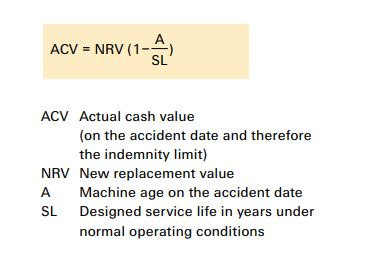 ACV = NRV (1-A/SL)
ACV Actual cash value
(on the accident date and therefore
the indemnity limit)
NRV New replacement value
A Machine age on the accident date
SL Designed service life in years under
normal operating conditions